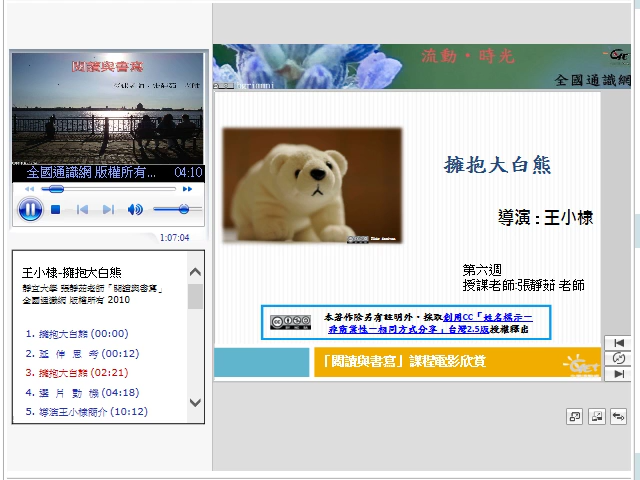 閱讀與書寫
全國通識網 版權所有... 04:10
1:07:04
王小棣-擁抱大白熊
靜宜大學 張靜茹老師「閱讀與書寫」
全國通識網 版權所有 2010
1. 擁抱大白熊 (00:00)
2. 延 伸 思 考 (00:12)
3. 擁抱大白熊 (02:21)
4. 選 片 動 機 (04:18)
5. 導演王小棣簡介 (10:12)
流動・時光
全國通識網
擁抱大白熊
導演 : 王小棣
第六週
授課老師:張靜茹 老師
本著作除另有註明外，採取創用CC「姓名標示－
非商業性－相同方式分享」台灣2.5版授權釋出
「閱讀與書寫」課程電影欣賞